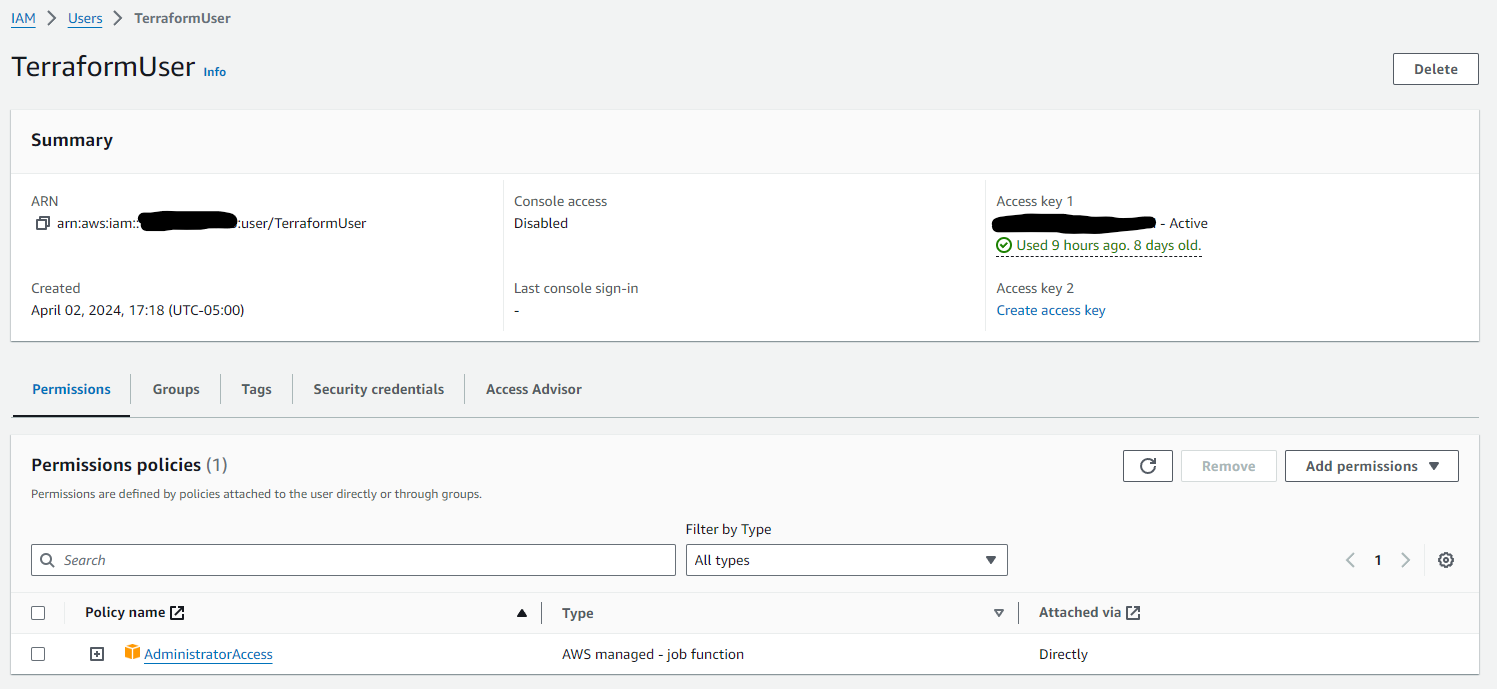 IAM > Users > TerraformUser
TerraformUser Info
Delete
Summary
ARN
arn:aws:iam:: :user/TerraformUser
Console access
Disabled
Access key 1
- Active
Used 9 hours ago. 8 days old.
Created
April 02, 2024, 17:18 (UTC-05:00)
Last console sign-in
-
Access key 2
Create access key
Permissions Groups Tags Security credentials Access Advisor
Permissions policies (1)
Remove Add permissions
Permissions are defined by policies attached to the user directly or through groups.
Filter by Type
Search All types 1
Policy name Type Attached via
AdministratorAccess AWS managed - job function Directly